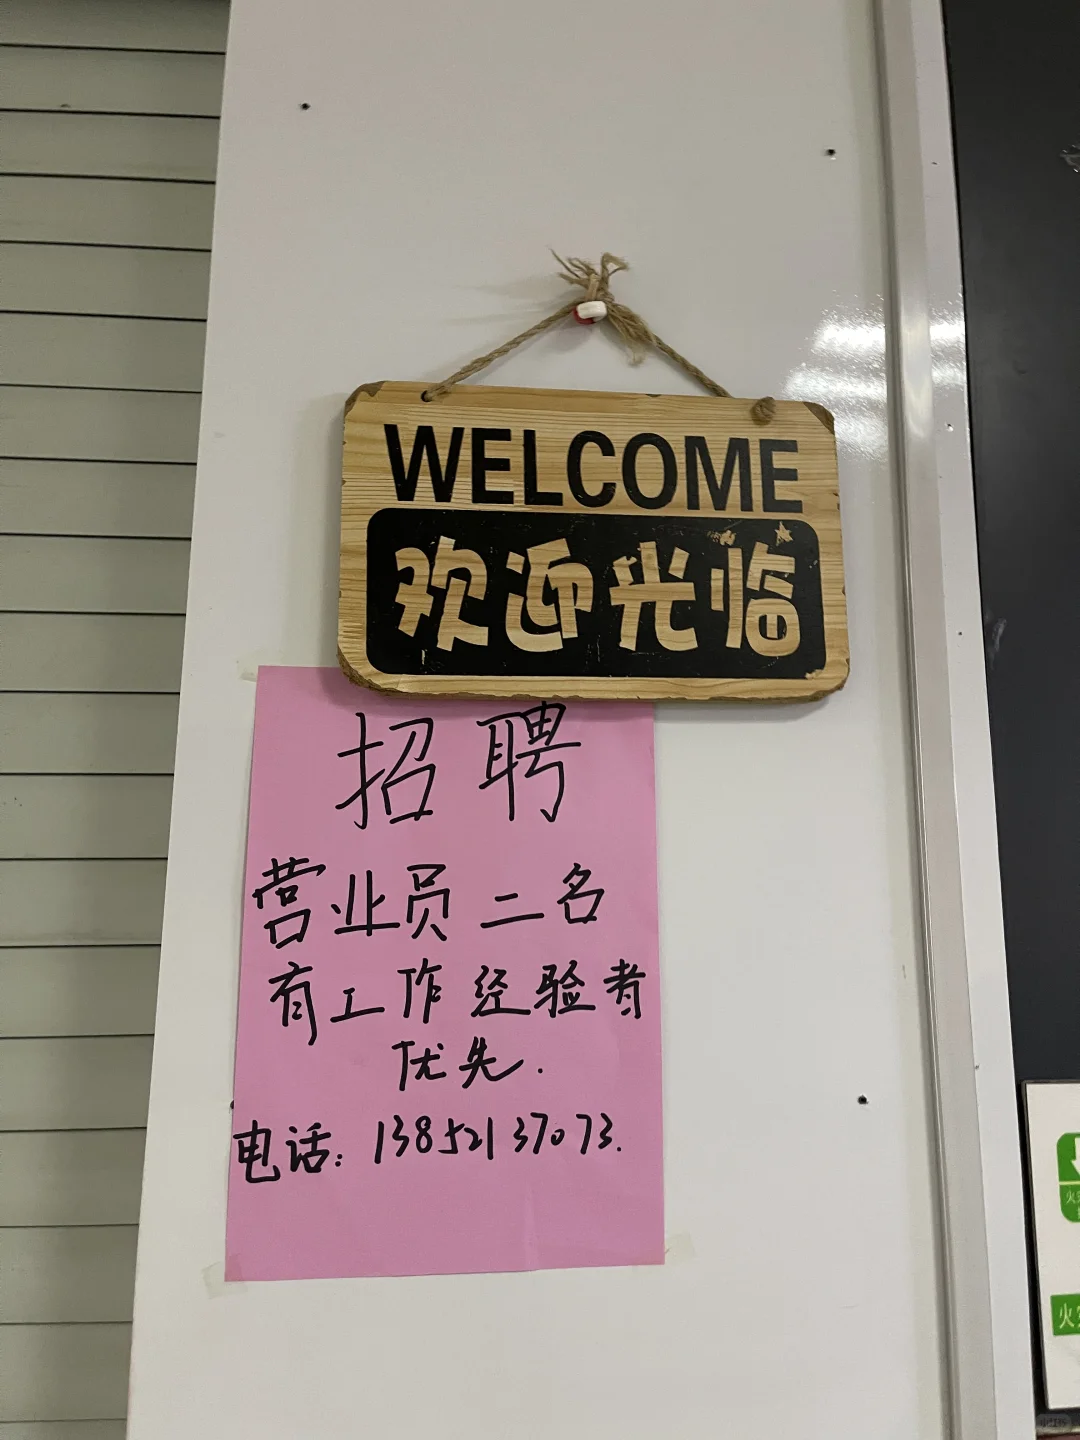 WELCOME
欢迎光临
招聘
营业员二名
有工作经验者
优先.
电话: 13852137073.